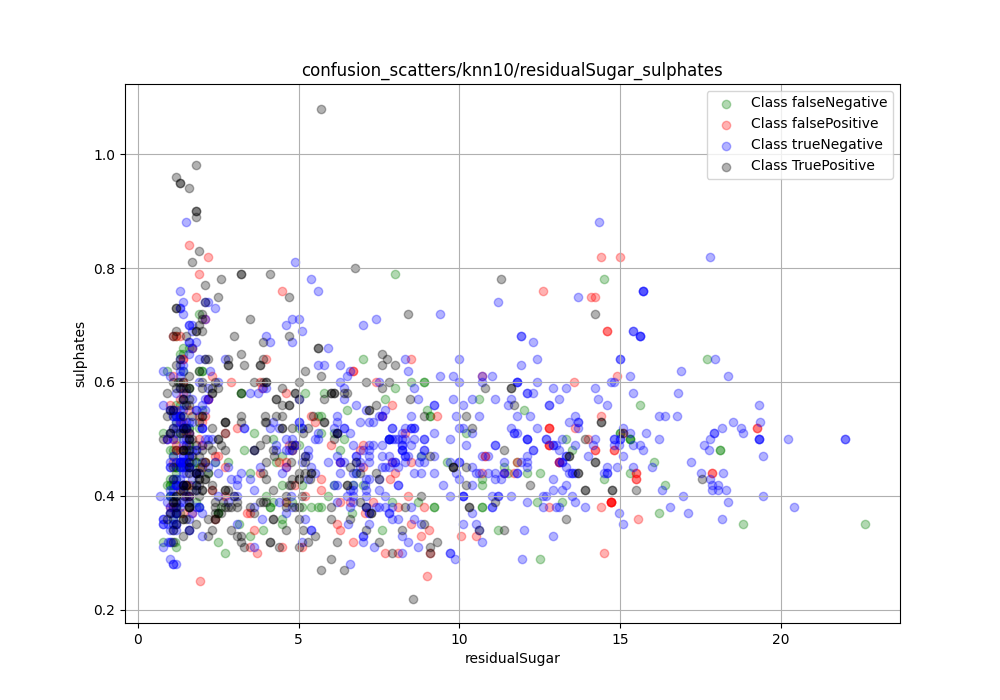 confusion_scatters/knn10/residualSugar_sulphates
Class falseNegative
Class falsePositive
Class trueNegative
Class TruePositive
1.0
0.8
0.6
0.4
0.2
sulphates
0
5
10
15
20
residualSugar